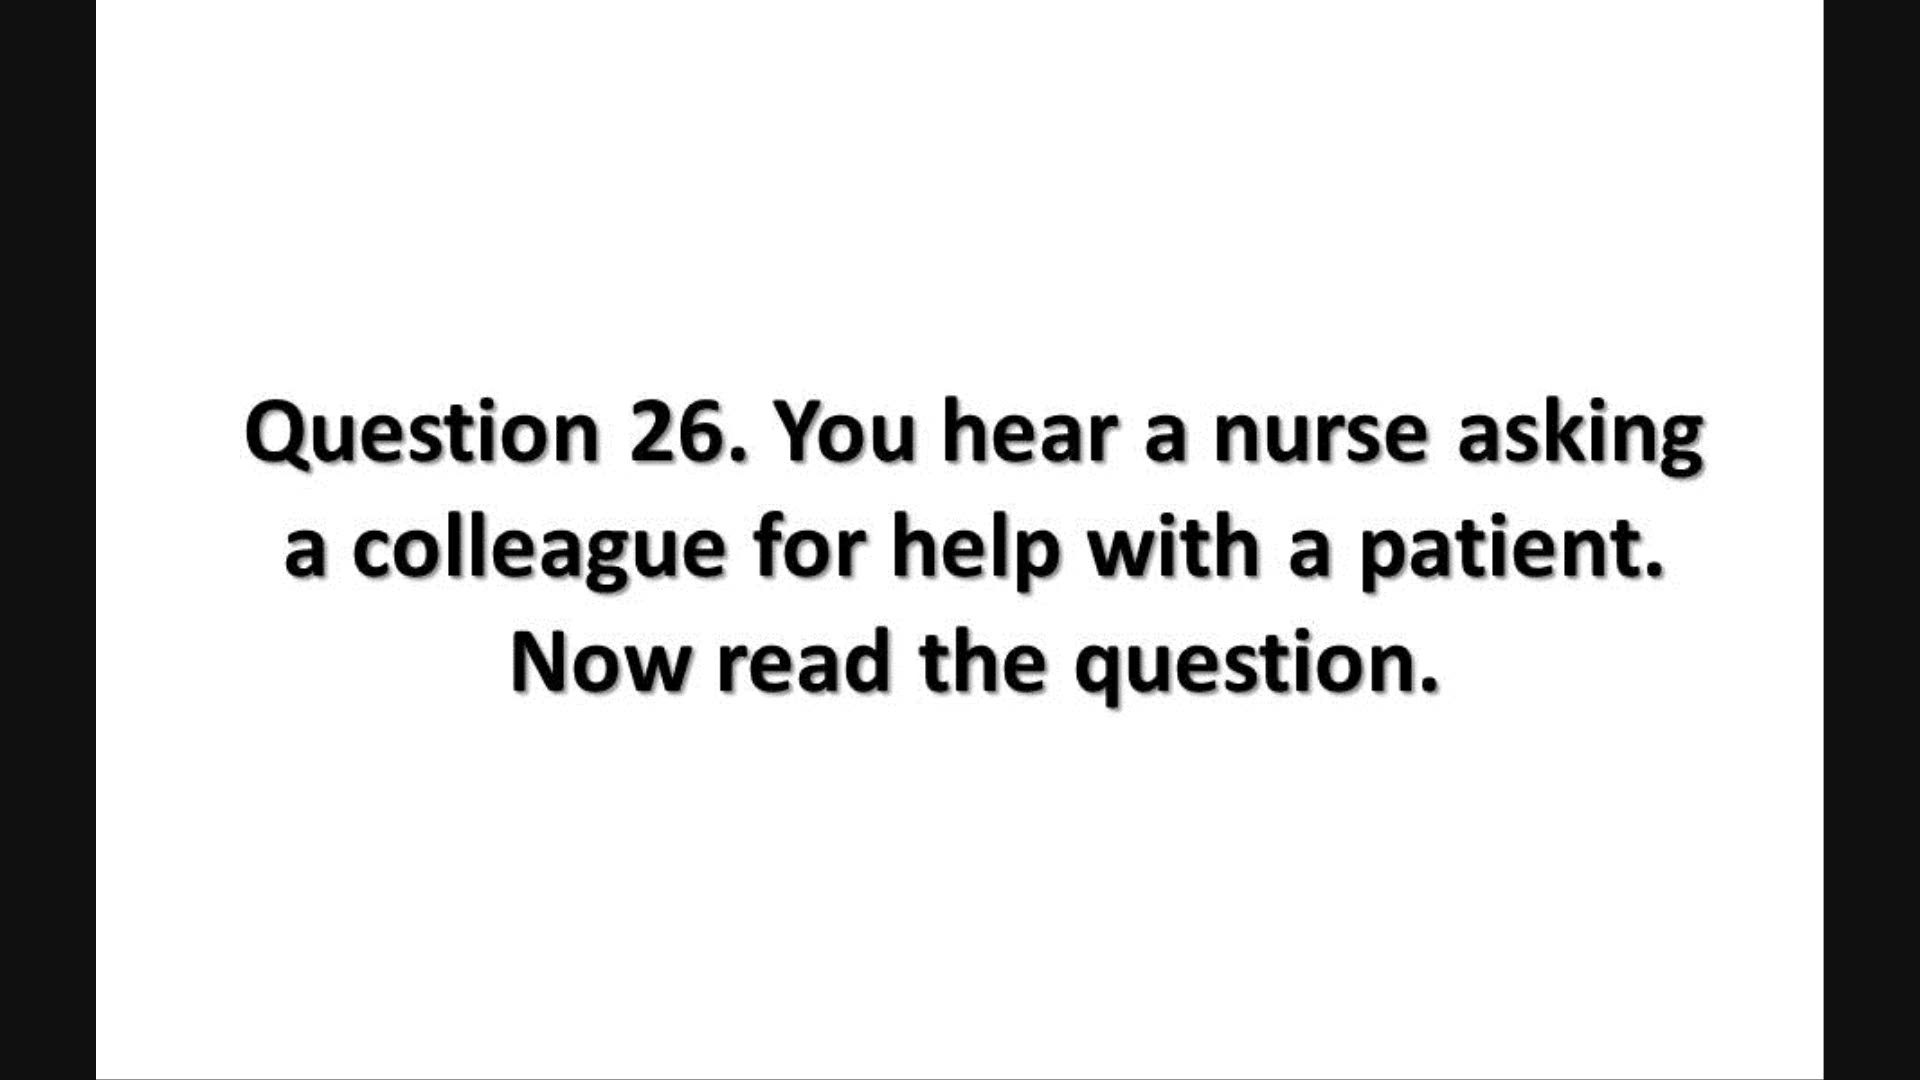 Question 26. You hear a nurse asking
a colleague for help with a patient.
Now read the question.